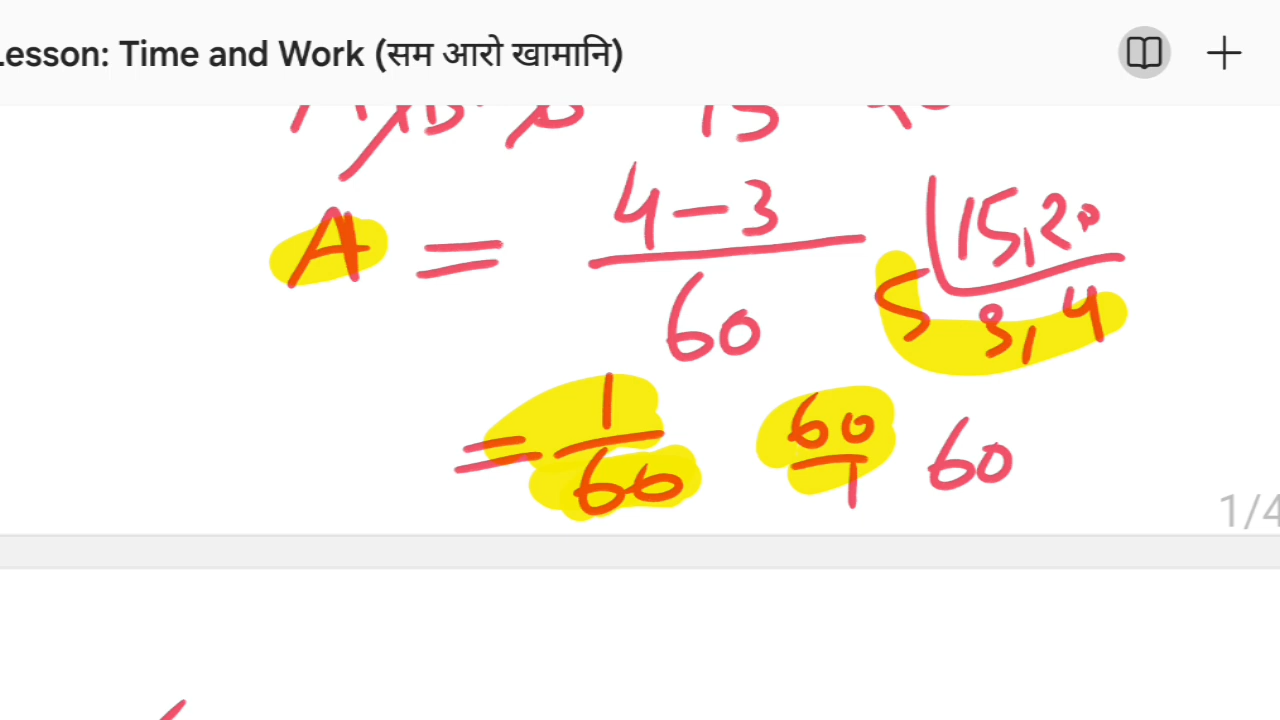 Lesson: Time and Work (सम आरो खामानि)
15
A = 4-3 / 60
15, 20
5 3, 4
= 1/60 60/1 60
1/4